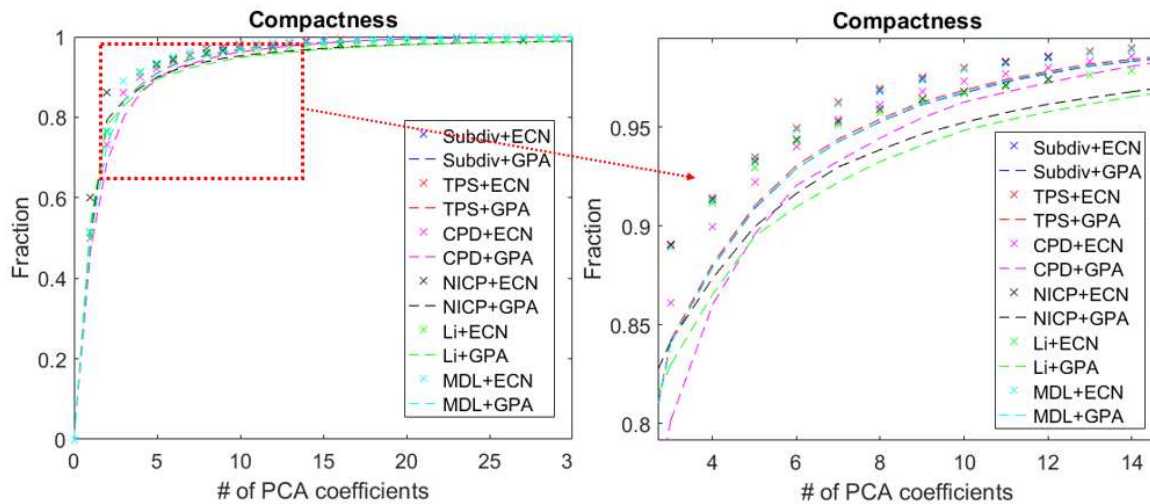 Compactness
1
0.8
0.6
0.4
0.2
0
Fraction
0 5 10 15 20 25 3
# of PCA coefficients
Subdiv+ECN
Subdiv+GPA
TPS+ECN
TPS+GPA
CPD+ECN
CPD+GPA
NICP+ECN
NICP+GPA
Li+ECN
Li+GPA
MDL+ECN
MDL+GPA
Compactness
0.95
0.9
0.85
0.8
Fraction
4 6 8 10 12 14
# of PCA coefficients
Subdiv+ECN
Subdiv+GPA
TPS+ECN
TPS+GPA
CPD+ECN
CPD+GPA
NICP+ECN
NICP+GPA
Li+ECN
Li+GPA
MDL+ECN
MDL+GPA